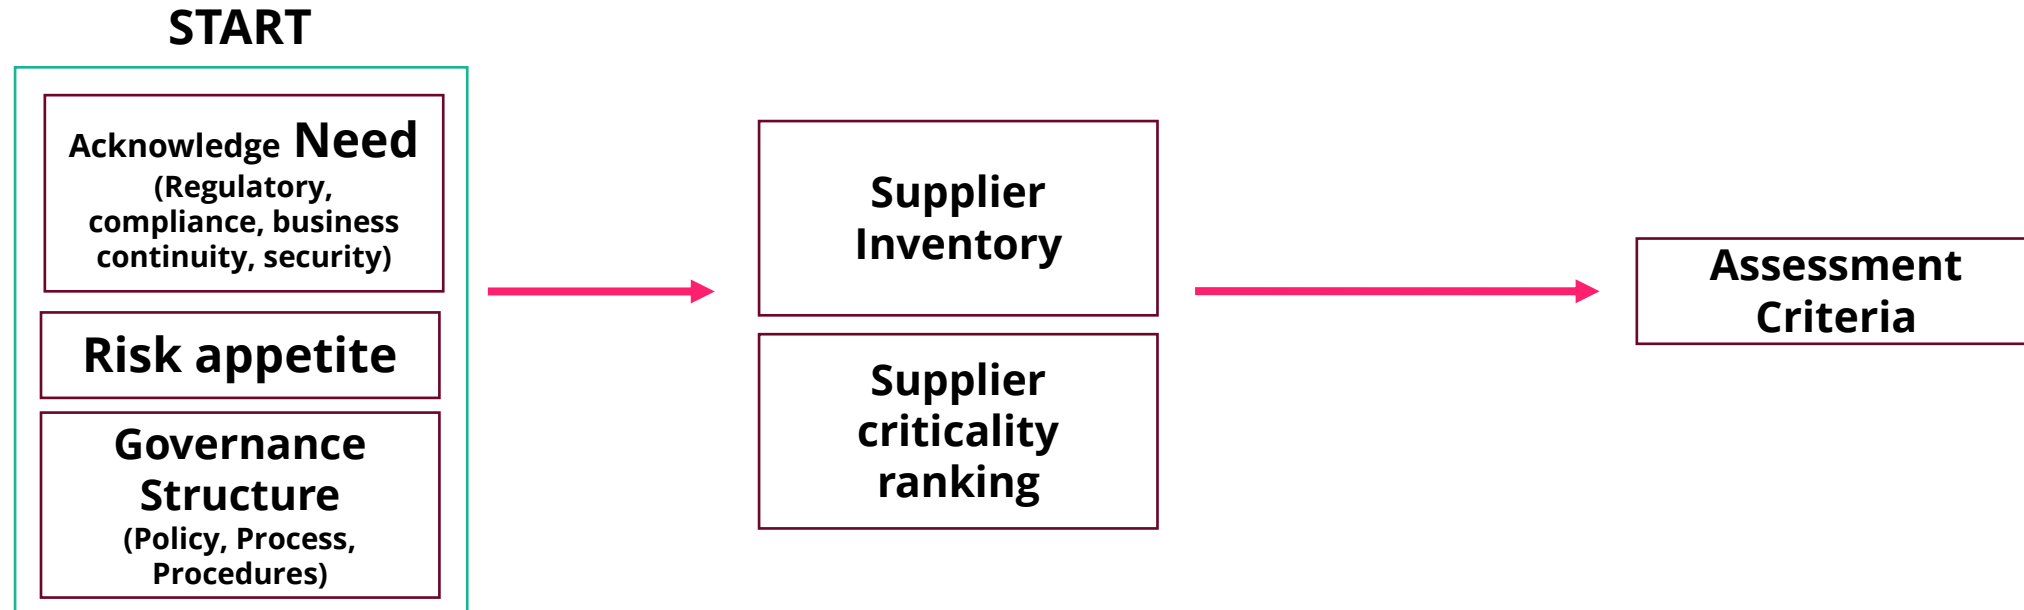 START
Acknowledge Need
(Regulatory,
compliance, business
continuity, security)
Risk appetite
Governance
Structure
(Policy, Process,
Procedures)
Supplier
Inventory
Supplier
criticality
ranking
Assessment
Criteria